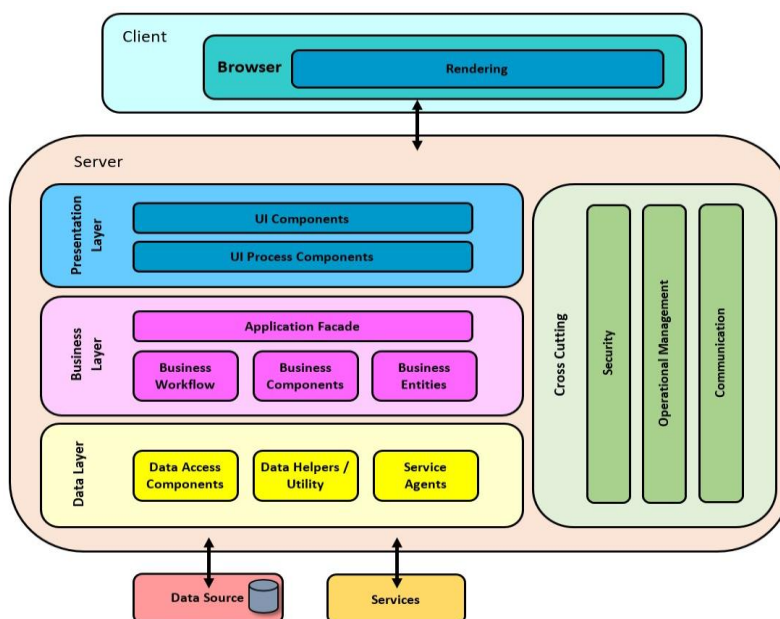 Client
Browser
Rendering
Server
Presentation
Layer
UI Components
UI Process Components
Business
Layer
Application Facade
Business
Workflow
Business
Components
Business
Entities
Data Layer
Data Access
Components
Data Helpers /
Utility
Service
Agents
Cross Cutting
Security
Operational Management
Communication
Data Source
Services